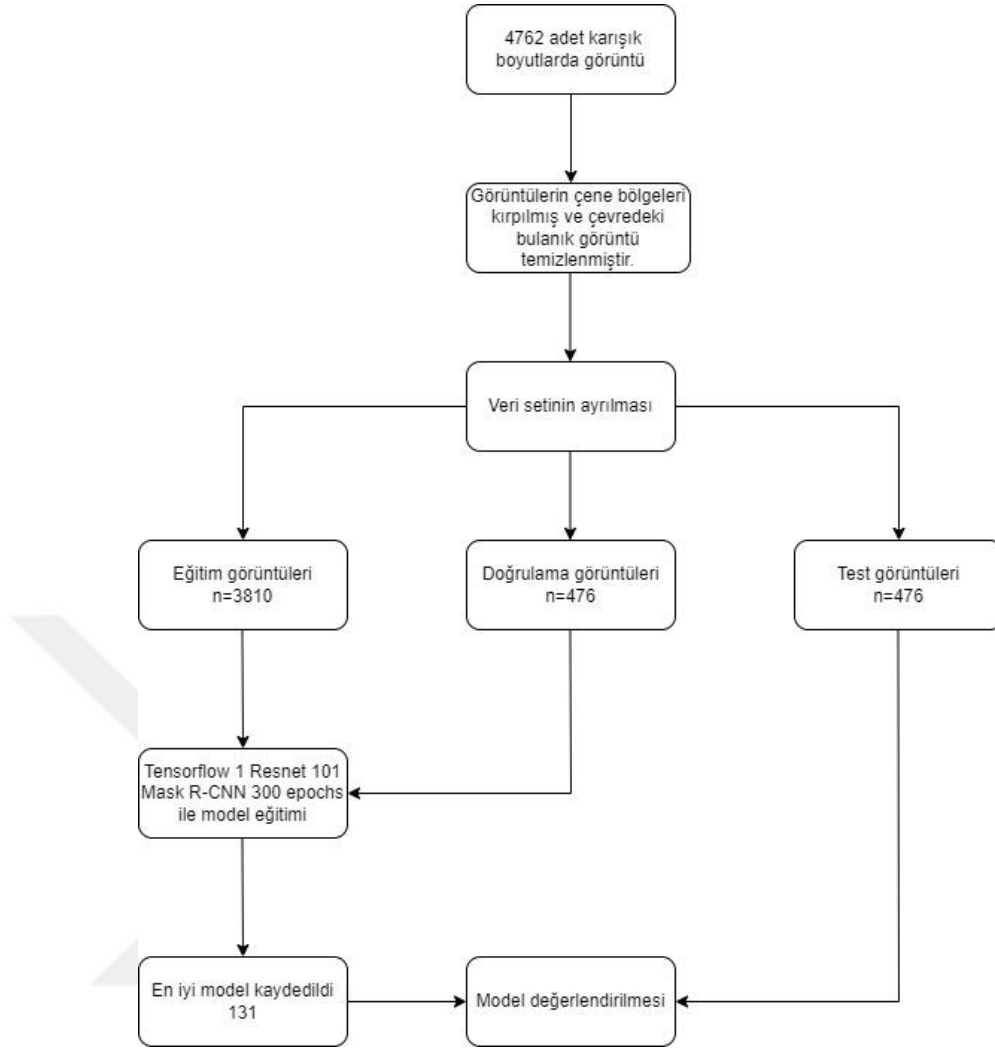 4762 adet karışık
boyutlarda görüntü
Görüntülerin çene bölgeleri
kırpılmış ve çevredeki
bulanık görüntü
temizlenmiştir.
Veri setinin ayrılması
Eğitim görüntüleri
n=3810
Doğrulama görüntüleri
n=476
Test görüntüleri
n=476
Tensorflow 1 Resnet 101
Mask R-CNN 300 epochs
ile model eğitimi
En iyi model kaydedildi
131
Model değerlendirilmesi